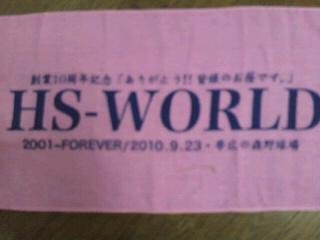 創業10周年記念「ありがとう!!皆様のお蔭です。」
HS-WORLD
2001~FOREVER/2010.9.23・帯広の森野球場